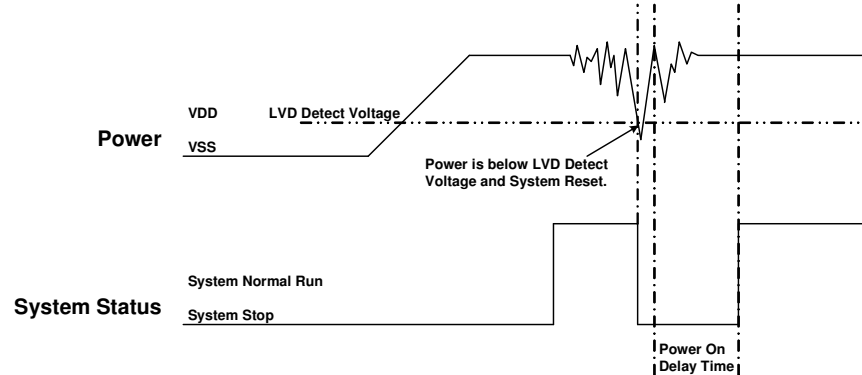 VDD
LVD Detect Voltage
Power
VSS
Power is below LVD Detect
Voltage and System Reset.
System Normal Run
System Status
System Stop
Power On
Delay Time